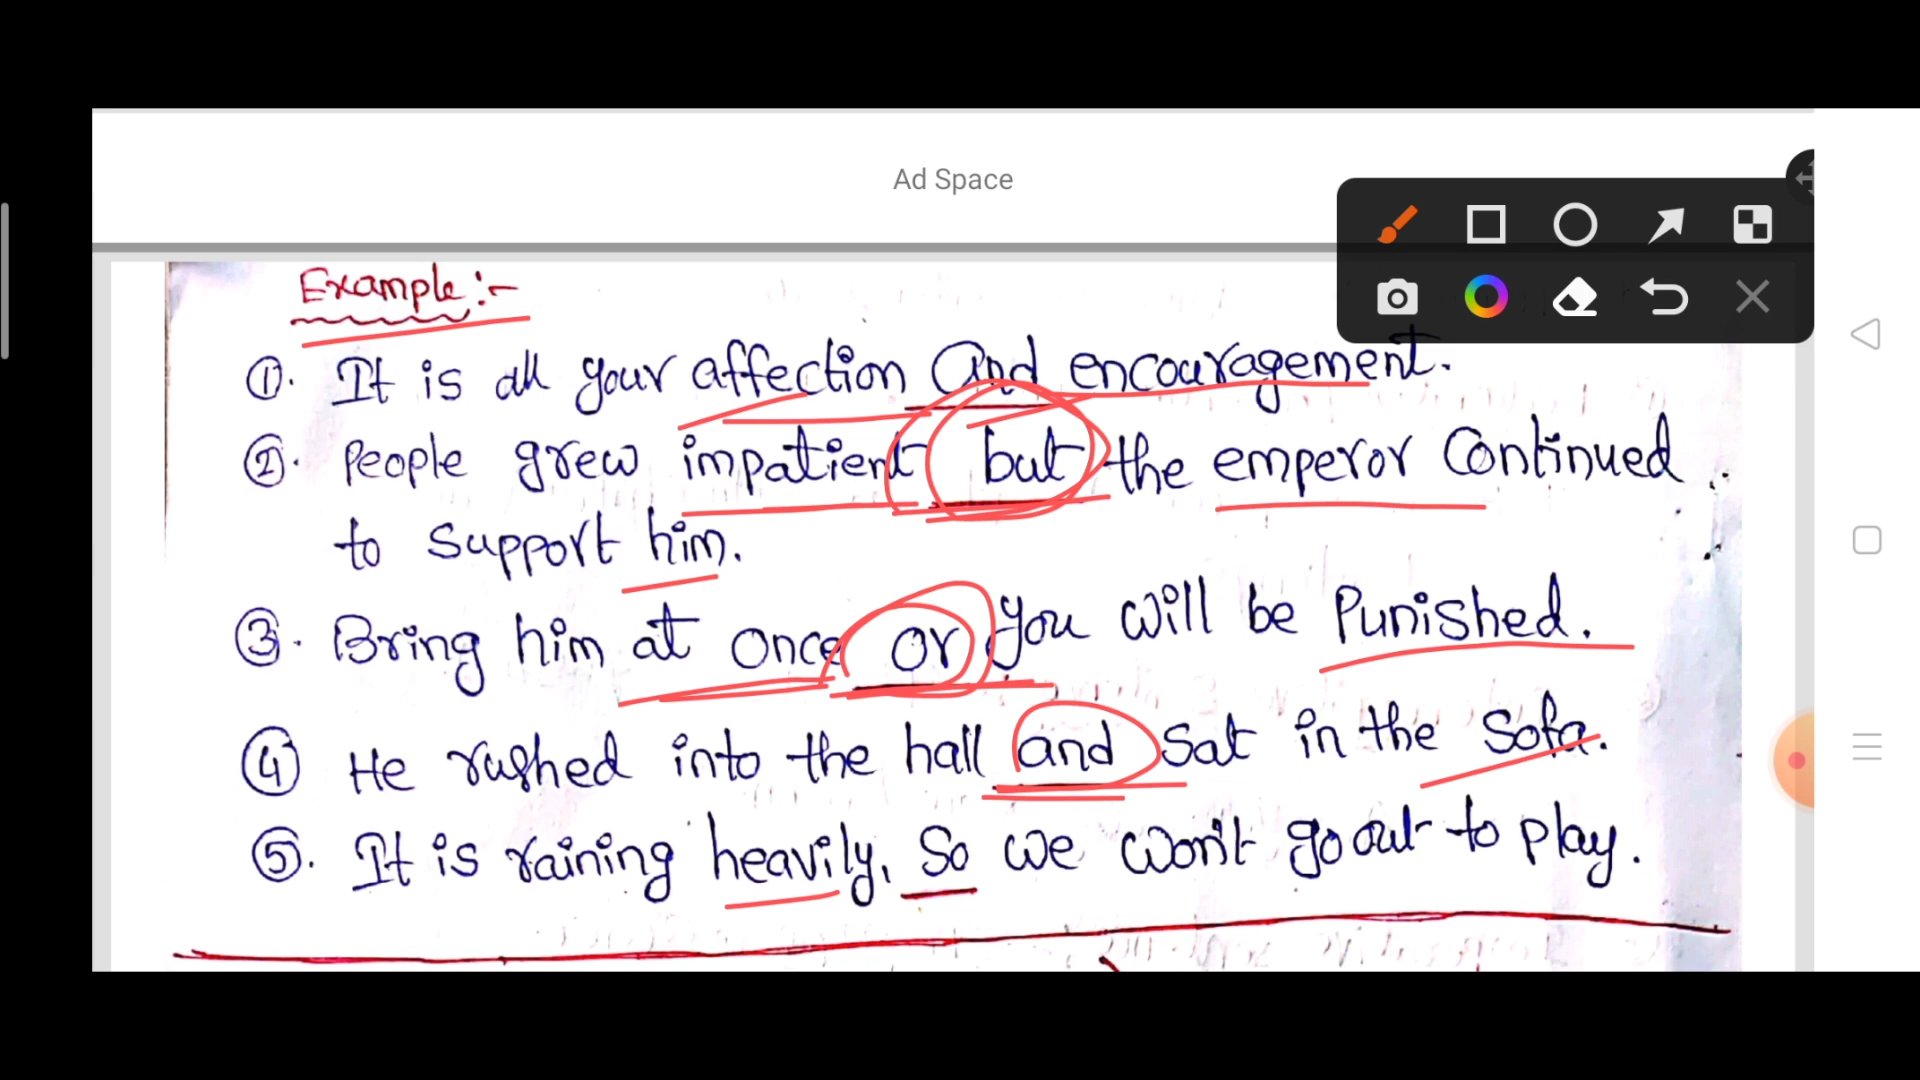 Ad Space
Example:-
①. It is all your affection and encouragement.
②. People grew impatient but the emperor Continued
to support him.
③. Bring him at once or you will be Punished.
④ He rushed into the hall and sat in the Sofa.
⑤. It is raining heavily, So we won't go out to play.